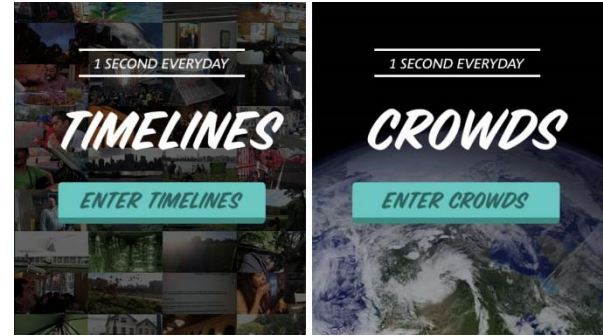 1 SECOND EVERYDAY
TIMELINES
ENTER TIMELINES
1 SECOND EVERYDAY
CROWDS
ENTER CROWDS